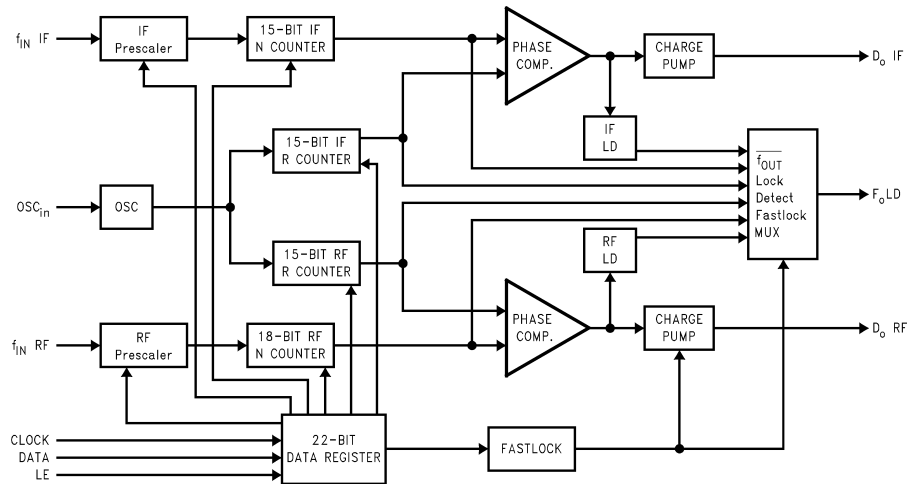 f_IN IF
IF
Prescaler
15-BIT IF
N COUNTER
PHASE
COMP.
CHARGE
PUMP
D_o IF
15-BIT IF
R COUNTER
IF
LD
OSC_in
OSC
f_OUT
Lock
Detect
Fastlock
MUX
F_oLD
15-BIT RF
R COUNTER
RF
LD
f_IN RF
RF
Prescaler
18-BIT RF
N COUNTER
PHASE
COMP.
CHARGE
PUMP
D_o RF
CLOCK
DATA
LE
22-BIT
DATA REGISTER
FASTLOCK